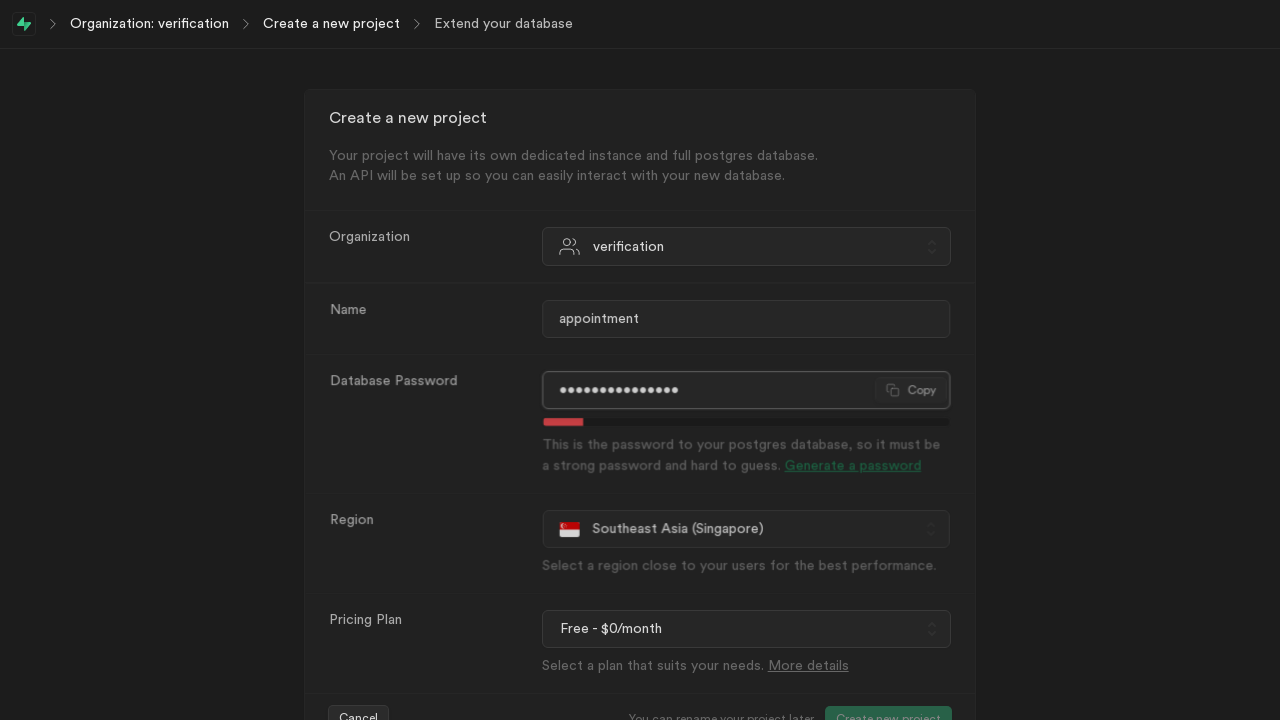 Organization: verification
Create a new project
Extend your database
Create a new project
Your project will have its own dedicated instance and full postgres database.
An API will be set up so you can easily interact with your new database.
Organization
verification
Name
appointment
Database Password
•••••••••••••••
Copy
This is the password to your postgres database, so it must be
a strong password and hard to guess. Generate a password
Region
Southeast Asia (Singapore)
Select a region close to your users for the best performance.
Pricing Plan
Free - $0/month
Select a plan that suits your needs. More details
Cancel
You can rename your project later
Create new project